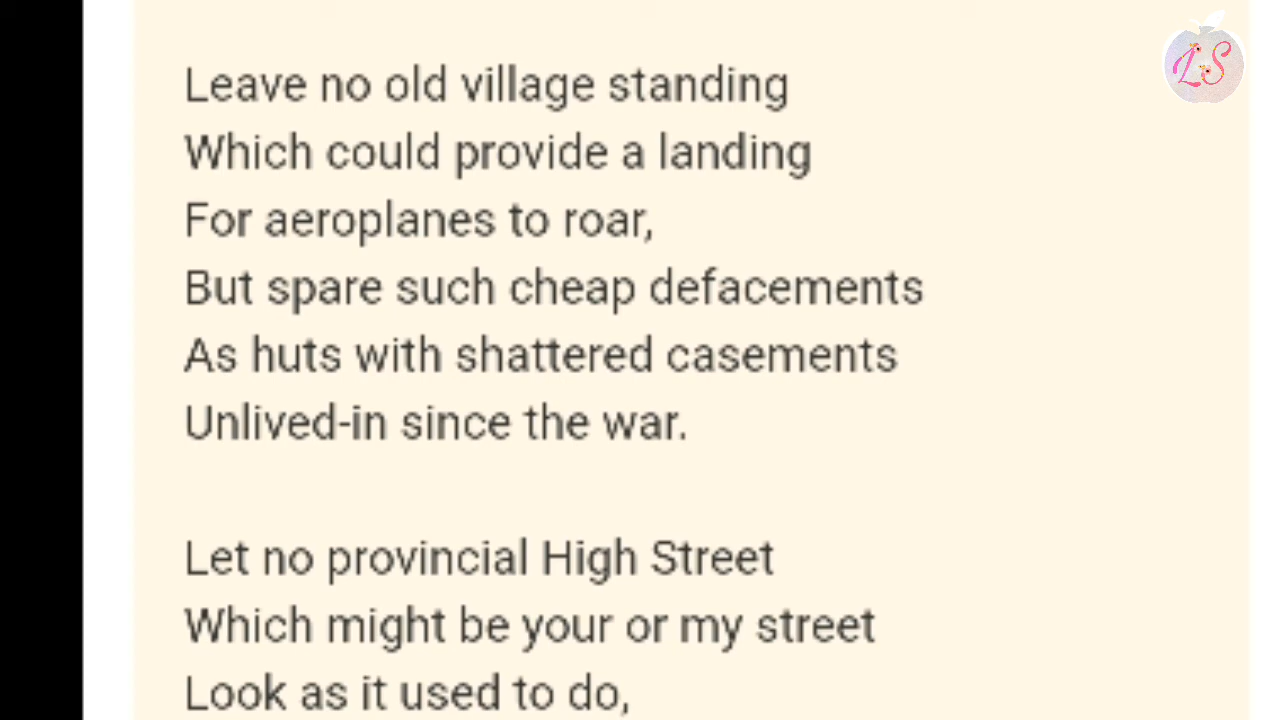 LS
Leave no old village standing
Which could provide a landing
For aeroplanes to roar,
But spare such cheap defacements
As huts with shattered casements
Unlived-in since the war.
Let no provincial High Street
Which might be your or my street
Look as it used to do,